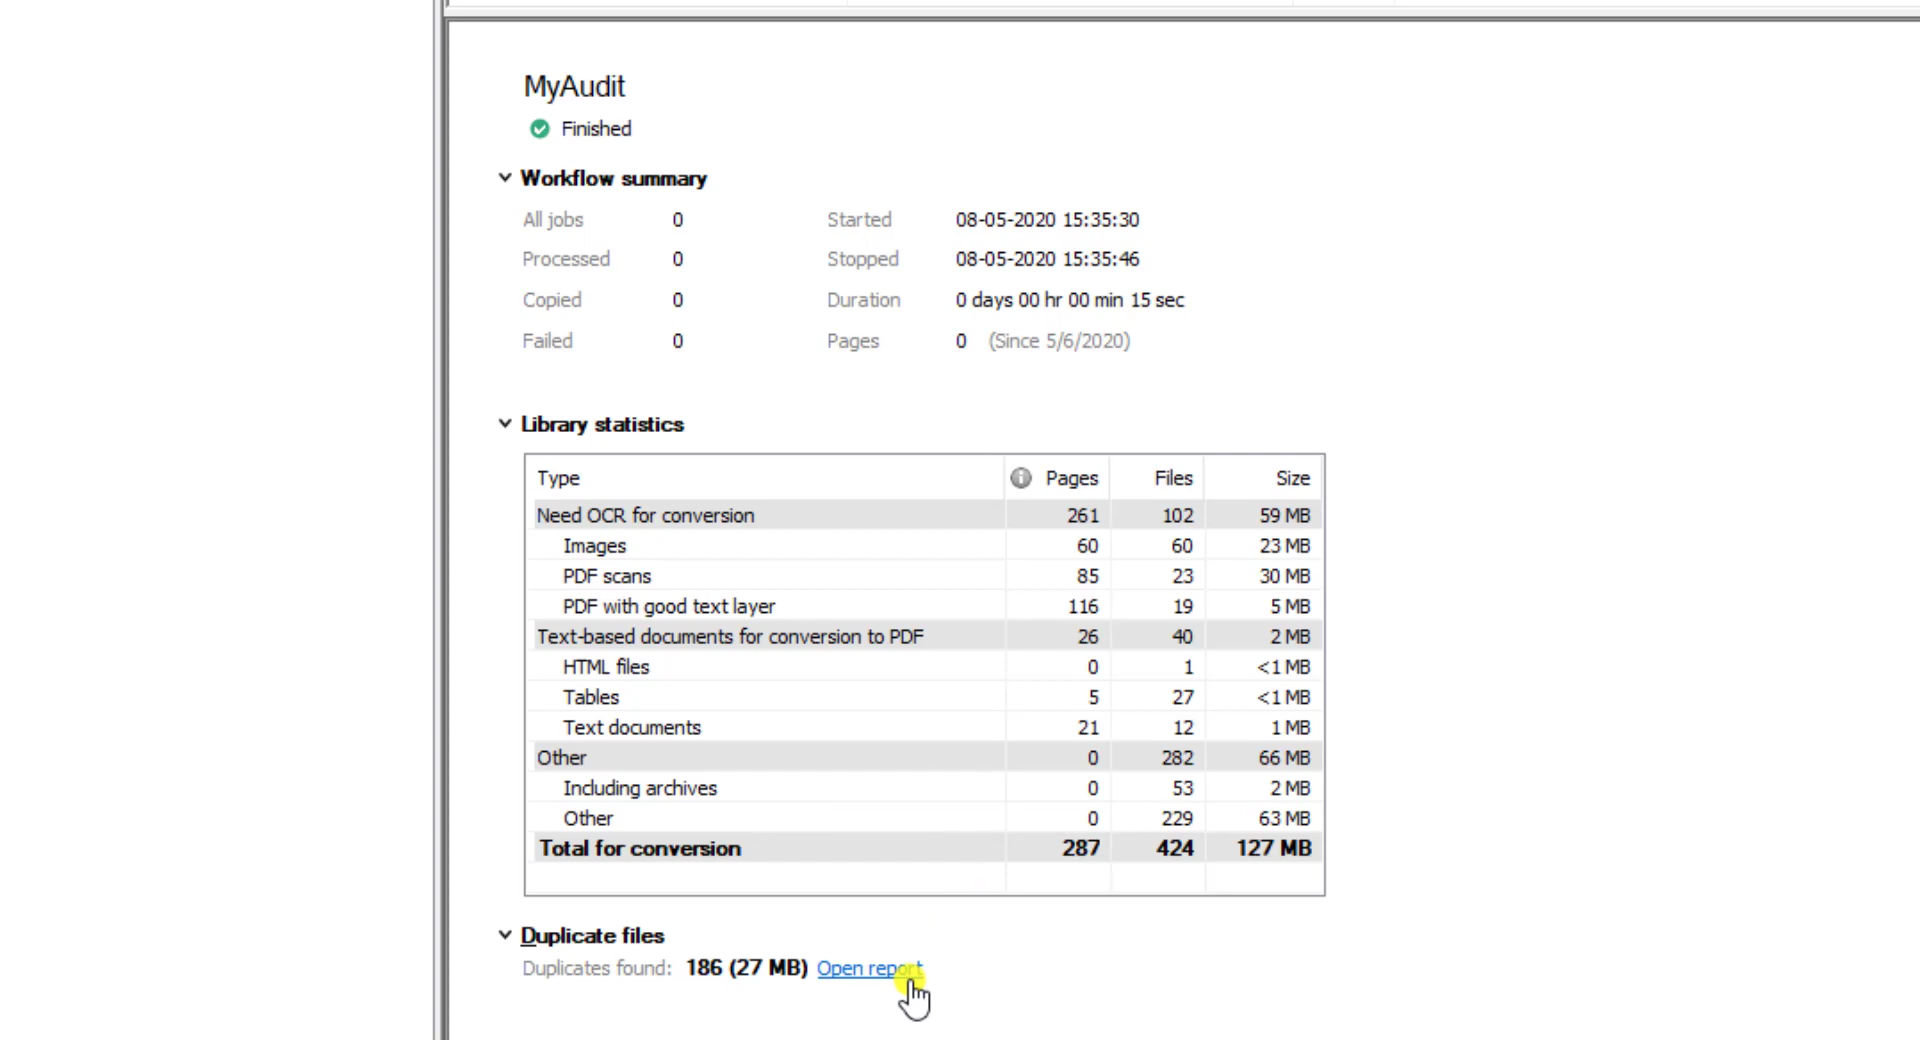 MyAudit
Finished
Workflow summary
All jobs 0 Started 08-05-2020 15:35:30
Processed 0 Stopped 08-05-2020 15:35:46
Copied 0 Duration 0 days 00 hr 00 min 15 sec
Failed 0 Pages 0 (Since 5/6/2020)
Library statistics
Type Pages Files Size
Need OCR for conversion 261 102 59 MB
Images 60 60 23 MB
PDF scans 85 23 30 MB
PDF with good text layer 116 19 5 MB
Text-based documents for conversion to PDF 26 40 2 MB
HTML files 0 1 <1 MB
Tables 5 27 <1 MB
Text documents 21 12 1 MB
Other 0 282 66 MB
Including archives 0 53 2 MB
Other 0 229 63 MB
Total for conversion 287 424 127 MB
Duplicate files
Duplicates found: 186 (27 MB) Open report